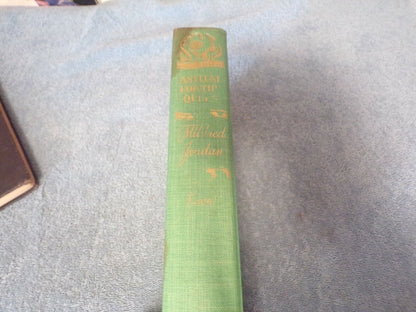 ASYLUM
FOR THE
QUEEN
Mildred
Jordan